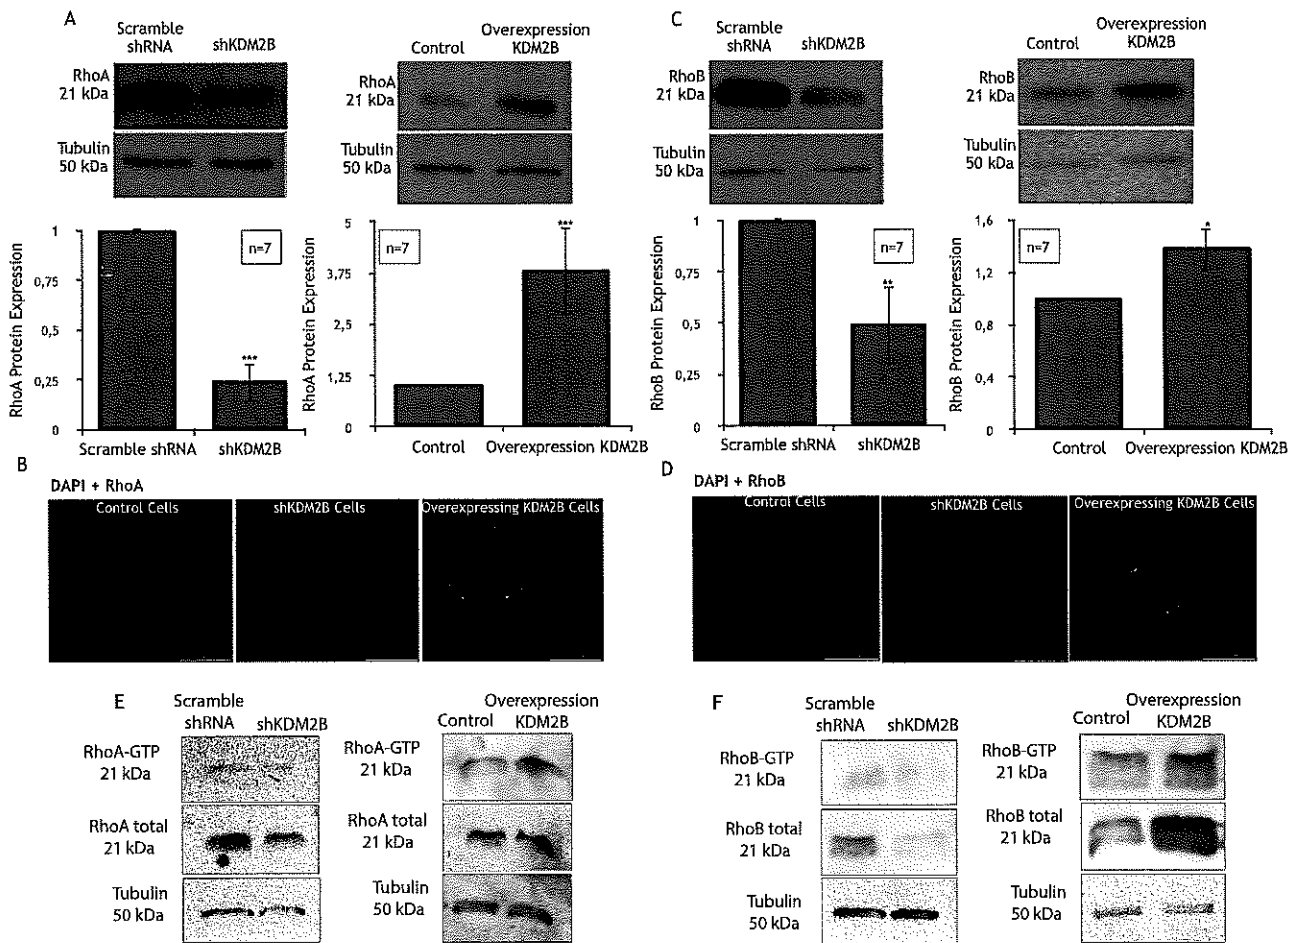 A
Scramble
shRNA
shKDM2B
RhoA
21 kDa
Tubulin
50 kDa
Control
Overexpression
KDM2B
RhoA
21 kDa
Tubulin
50 kDa
RhoA Protein Expression
1
0,5
0,25
0
n=7
***
Scramble shRNA
shKDM2B
RhoA Protein Expression
5
3,75
2,5
1,25
0
n=7
***
Control
Overexpression KDM2B
C
Scramble
shRNA
shKDM2B
RhoB
21 kDa
Tubulin
50 kDa
Control
Overexpression
KDM2B
RhoB
21 kDa
Tubulin
50 kDa
RhoB Protein Expression
1
0,75
0,5
0,25
0
n=7
**
Scramble shRNA
shKDM2B
RhoB Protein Expression
1,6
1,2
0,8
0,4
0
n=7
*
Control
Overexpression KDM2B
B
DAPI + RhoA
Control Cells
shKDM2B Cells
Overexpressing KDM2B Cells
D
DAPI + RhoB
Control Cells
shKDM2B Cells
Overexpressing KDM2B Cells
E
Scramble
shRNA
shKDM2B
RhoA-GTP
21 kDa
RhoA total
21 kDa
Tubulin
50 kDa
Control
Overexpression
KDM2B
RhoA-GTP
21 kDa
RhoA total
21 kDa
Tubulin
50 kDa
F
Scramble
shRNA
shKDM2B
RhoB-GTP
21 kDa
RhoB total
21 kDa
Tubulin
50 kDa
Control
Overexpression
KDM2B
RhoB-GTP
21 kDa
RhoB total
21 kDa
Tubulin
50 kDa